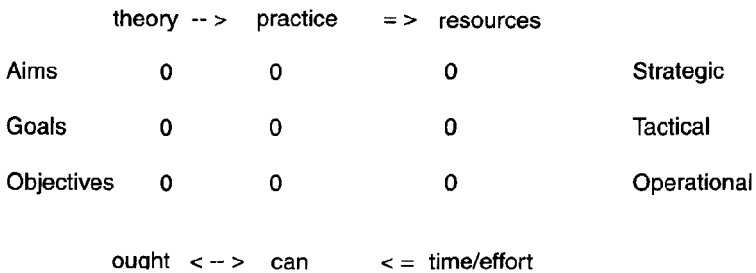 theory -- > practice = > resources
Aims 0 0 0 Strategic
Goals 0 0 0 Tactical
Objectives 0 0 0 Operational
ought < -- > can < = time/effort